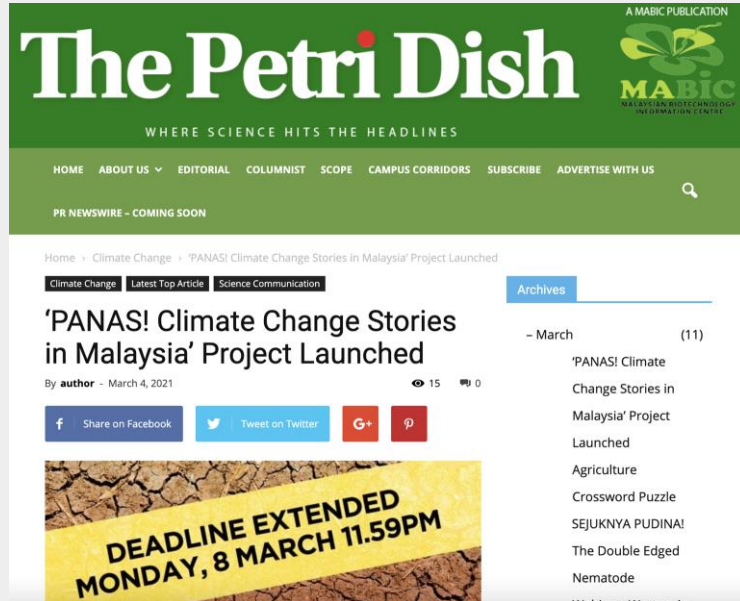 A MABIC PUBLICATION
The Petri Dish
MABiC
MALAYSIAN BIOTECHNOLOGY
INFORMATION CENTRE
WHERE SCIENCE HITS THE HEADLINES
HOME ABOUT US EDITORIAL COLUMNIST SCOPE CAMPUS CORRIDORS SUBSCRIBE ADVERTISE WITH US
PR NEWSWIRE – COMING SOON
Home › Climate Change › ‘PANAS! Climate Change Stories in Malaysia’ Project Launched
Climate Change Latest Top Article Science Communication
‘PANAS! Climate Change Stories
in Malaysia’ Project Launched
By author - March 4, 2021 15 0
f Share on Facebook Tweet on Twitter G+
DEADLINE EXTENDED
MONDAY, 8 MARCH 11.59PM
Archives
– March (11)
‘PANAS! Climate
Change Stories in
Malaysia’ Project
Launched
Agriculture
Crossword Puzzle
SEJUKNYA PUDINA!
The Double Edged
Nematode